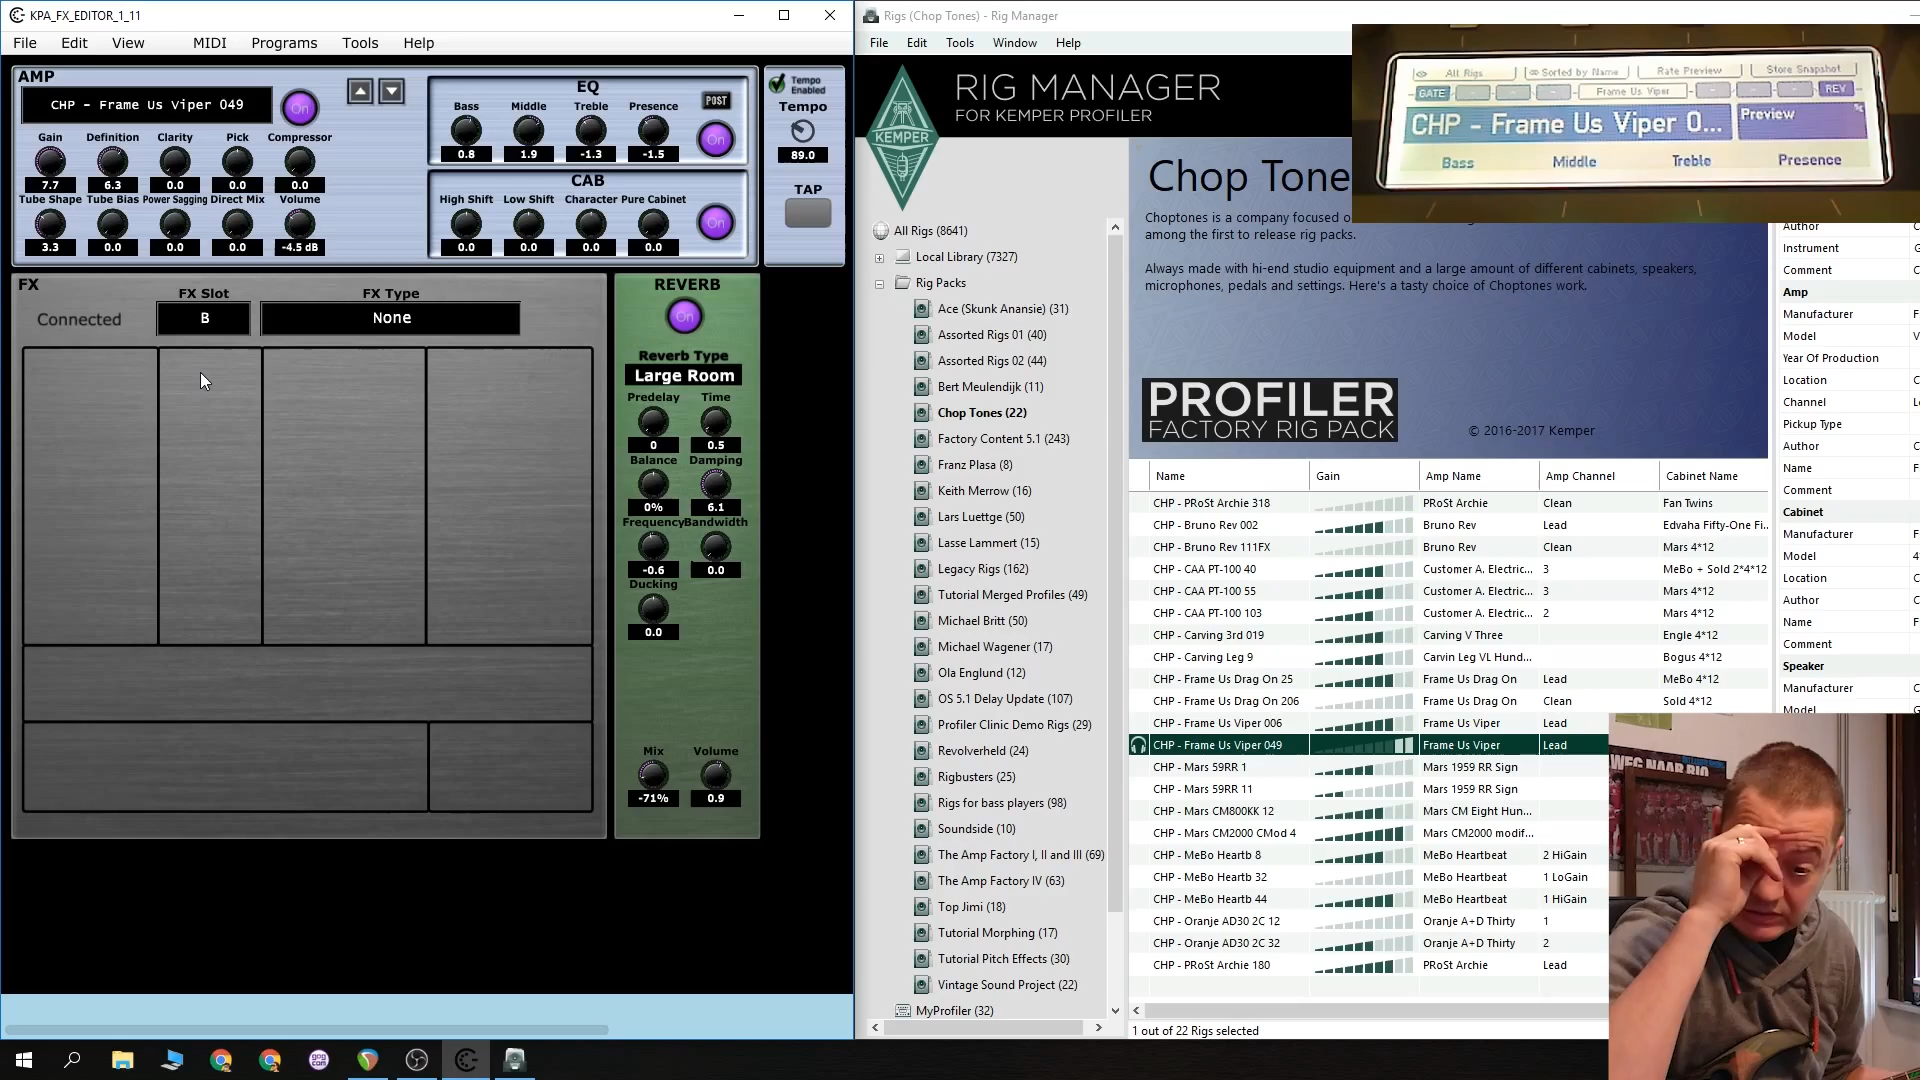 KPA_FX_EDITOR_1_11
File Edit View MIDI Programs Tools Help
AMP
CHP - Frame Us Viper 049
On
Gain Definition Clarity Pick Compressor
7.7 6.3 0.0 0.0 0.0
Tube Shape Tube Bias Power Sagging Direct Mix Volume
3.3 0.0 0.0 0.0 -4.5 dB
EQ
Bass Middle Treble Presence
POST
On
0.8 1.9 -1.3 -1.5
CAB
High Shift Low Shift Character Pure Cabinet
On
0.0 0.0 0.0 0.0
Tempo Enabled
Tempo
89.0
TAP
FX
FX Slot FX Type
Connected B None
REVERB
On
Reverb Type
Large Room
Predelay Time
0 0.5
Balance Damping
0% 6.1
Frequency Bandwidth
-0.6 0.0
Ducking
0.0
Mix Volume
-71% 0.9
Rigs (Chop Tones) - Rig Manager
File Edit Tools Window Help
KEMPER
RIG MANAGER
FOR KEMPER PROFILER
All Rigs (8641)
Local Library (7327)
Rig Packs
Ace (Skunk Anansie) (31)
Assorted Rigs 01 (40)
Assorted Rigs 02 (44)
Bert Meulendijk (11)
Chop Tones (22)
Factory Content 5.1 (243)
Franz Plasa (8)
Keith Merrow (16)
Lars Luettge (50)
Lasse Lammert (15)
Legacy Rigs (162)
Tutorial Merged Profiles (49)
Michael Britt (50)
Michael Wagener (17)
Ola Englund (12)
OS 5.1 Delay Update (107)
Profiler Clinic Demo Rigs (29)
Revolverheld (24)
Rigbusters (25)
Rigs for bass players (98)
Soundside (10)
The Amp Factory I, II and III (69)
The Amp Factory IV (63)
Top Jimi (18)
Tutorial Morphing (17)
Tutorial Pitch Effects (30)
Vintage Sound Project (22)
MyProfiler (32)
Chop Tone
Choptones is a company focused o
among the first to release rig packs.
Always made with hi-end studio equipment and a large amount of different cabinets, speakers,
microphones, pedals and settings. Here's a tasty choice of Choptones work.
PROFILER
FACTORY RIG PACK
© 2016-2017 Kemper
Name Gain Amp Name Amp Channel Cabinet Name
CHP - PRoSt Archie 318 PRoSt Archie Clean Fan Twins
CHP - Bruno Rev 002 Bruno Rev Lead Edvaha Fifty-One Fi..
CHP - Bruno Rev 111FX Bruno Rev Clean Mars 4*12
CHP - CAA PT-100 40 Customer A. Electric... 3 MeBo + Sold 2*4*12
CHP - CAA PT-100 55 Customer A. Electric... 3 Mars 4*12
CHP - CAA PT-100 103 Customer A. Electric... 2 Mars 4*12
CHP - Carving 3rd 019 Carving V Three Engle 4*12
CHP - Carving Leg 9 Carvin Leg VL Hund... Bogus 4*12
CHP - Frame Us Drag On 25 Frame Us Drag On Lead MeBo 4*12
CHP - Frame Us Drag On 206 Frame Us Drag On Clean Sold 4*12
CHP - Frame Us Viper 006 Frame Us Viper Lead
CHP - Frame Us Viper 049 Frame Us Viper Lead
CHP - Mars 59RR 1 Mars 1959 RR Sign
CHP - Mars 59RR 11 Mars 1959 RR Sign
CHP - Mars CM800KK 12 Mars CM Eight Hun...
CHP - Mars CM2000 CMod 4 Mars CM2000 modif...
CHP - MeBo Heartb 8 MeBo Heartbeat 2 HiGain
CHP - MeBo Heartb 32 MeBo Heartbeat 1 LoGain
CHP - MeBo Heartb 44 MeBo Heartbeat 1 HiGain
CHP - Oranje AD30 2C 12 Oranje A+D Thirty 1
CHP - Oranje AD30 2C 32 Oranje A+D Thirty 2
CHP - PRoSt Archie 180 PRoSt Archie Lead
1 out of 22 Rigs selected
All Rigs Sorted by Name Rate Preview Store Snapshot
GATE Frame Us Viper REV
CHP - Frame Us Viper 0... Preview
Bass Middle Treble Presence
Author
Instrument
Comment
Amp
Manufacturer F
Model V
Year Of Production
Location C
Channel L
Pickup Type
Author C
Name F
Comment
Cabinet
Manufacturer F
Model 4
Location C
Author C
Name F
Comment
Speaker
Manufacturer C
Model
WEG NAAR RIO